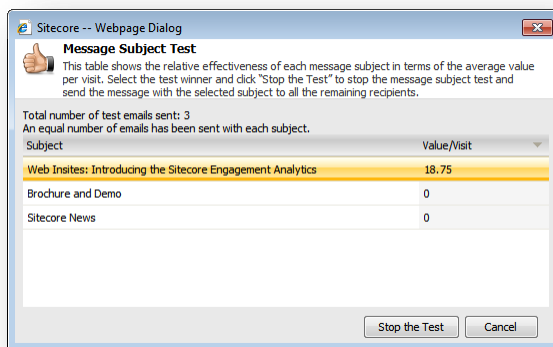 Sitecore -- Webpage Dialog
Message Subject Test
This table shows the relative effectiveness of each message subject in terms of the average value
per visit. Select the test winner and click "Stop the Test" to stop the message subject test and
send the message with the selected subject to all the remaining recipients.
Total number of test emails sent: 3
An equal number of emails has been sent with each subject.
Subject Value/Visit
Web Insites: Introducing the Sitecore Engagement Analytics 18.75
Brochure and Demo 0
Sitecore News 0
Stop the Test Cancel